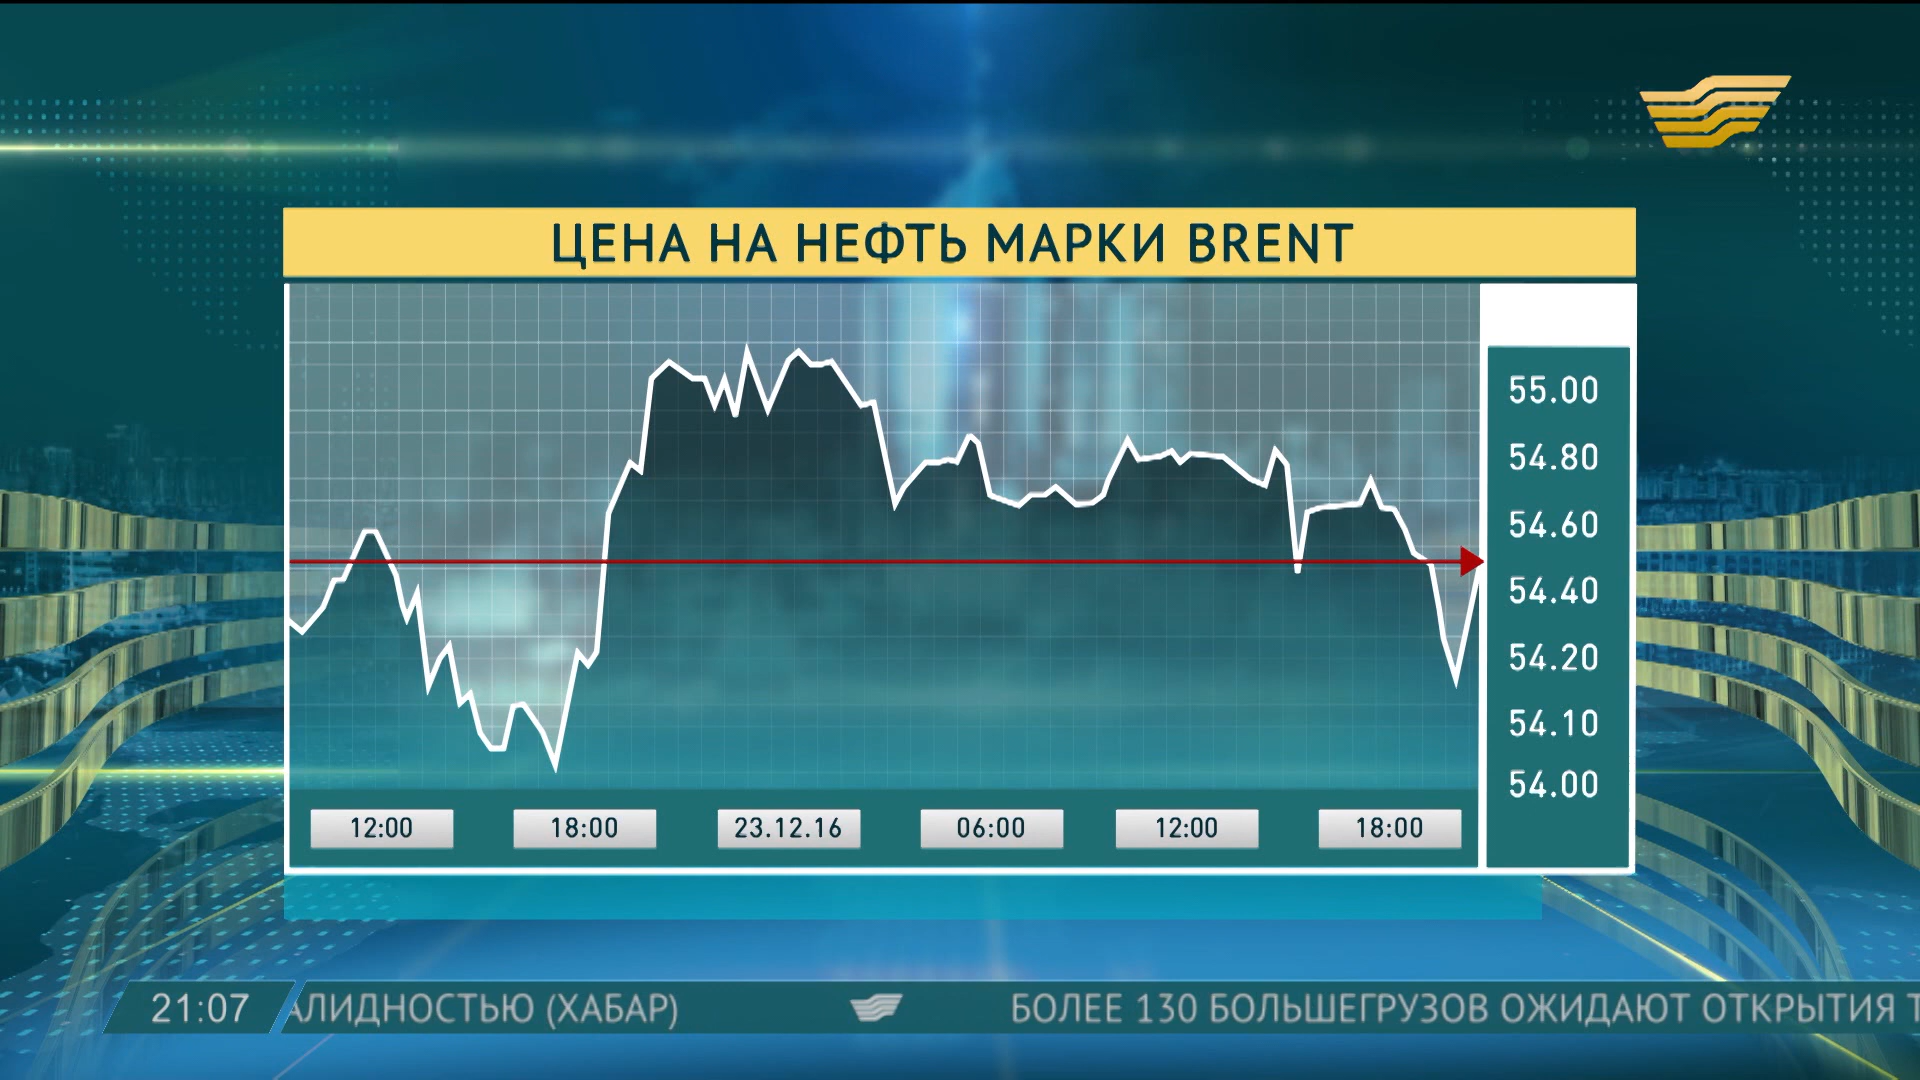 ЦЕНА НА НЕФТЬ МАРКИ BRENT
55.00
54.80
54.60
54.40
54.20
54.10
54.00
12:00 18:00 23.12.16 06:00 12:00 18:00
21:07 АЛИДНОСТЬЮ (ХАБАР) БОЛЕЕ 130 БОЛЬШЕГРУЗОВ ОЖИДАЮТ ОТКРЫТИЯ Т